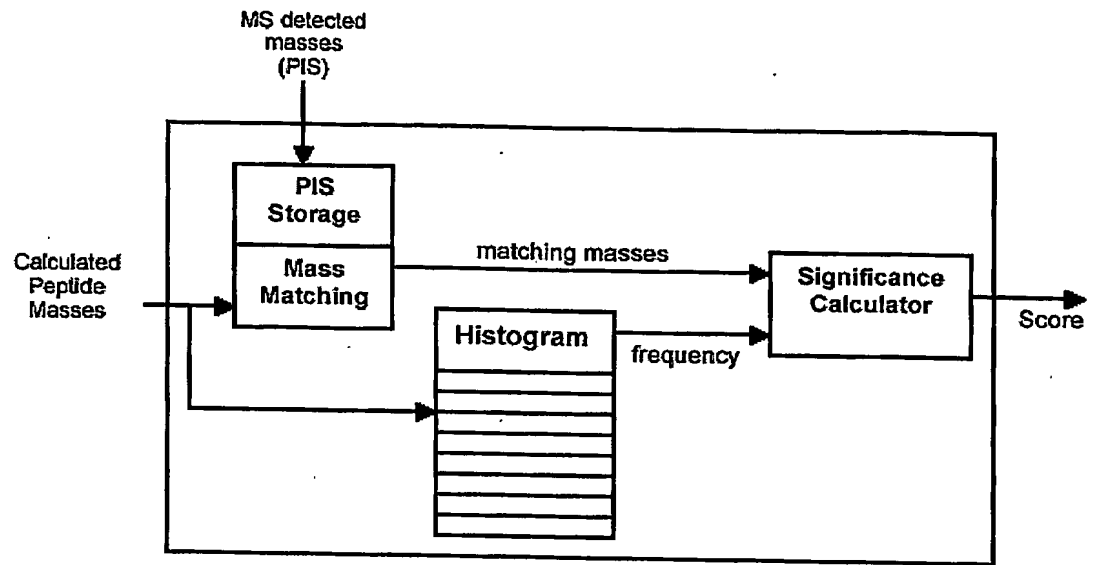 MS detected
masses
(PIS)
PIS
Storage
Calculated
Peptide
Masses
Mass
Matching
matching masses
Significance
Calculator
Score
Histogram
frequency